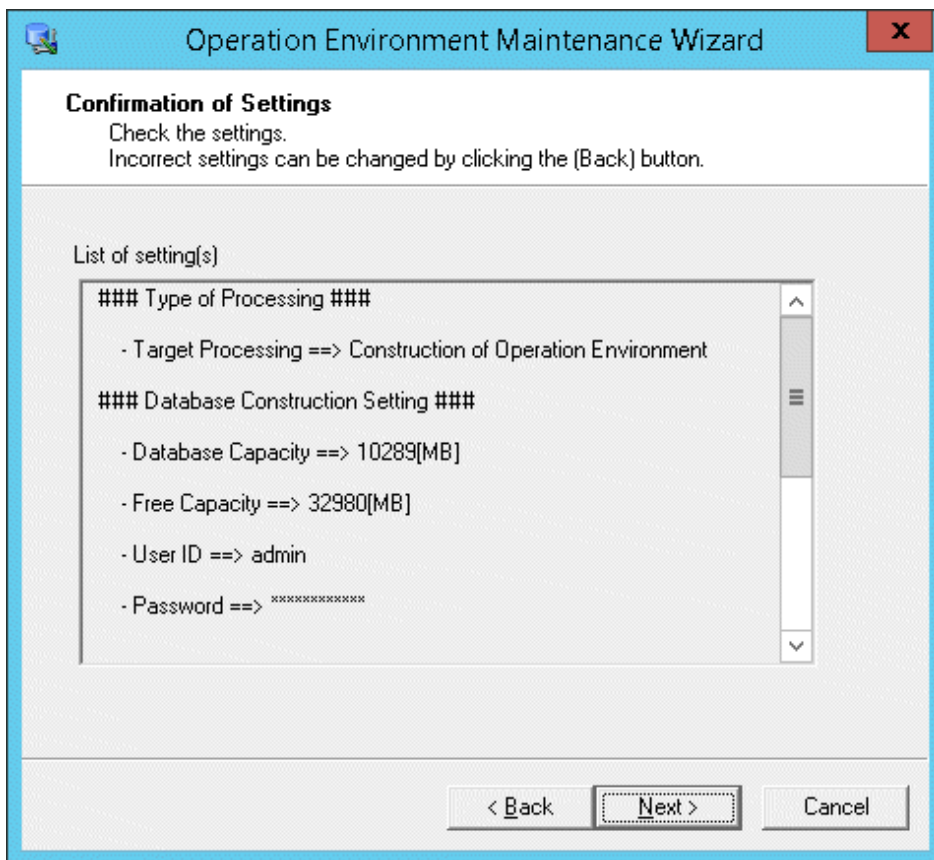 Operation Environment Maintenance Wizard
x
Confirmation of Settings
Check the settings.
Incorrect settings can be changed by clicking the (Back) button.
List of setting(s)
### Type of Processing ###
- Target Processing ==> Construction of Operation Environment
### Database Construction Setting ###
- Database Capacity ==> 10289[MB]
- Free Capacity ==> 32980[MB]
- User ID ==> admin
- Password ==> ************
< Back
Next >
Cancel